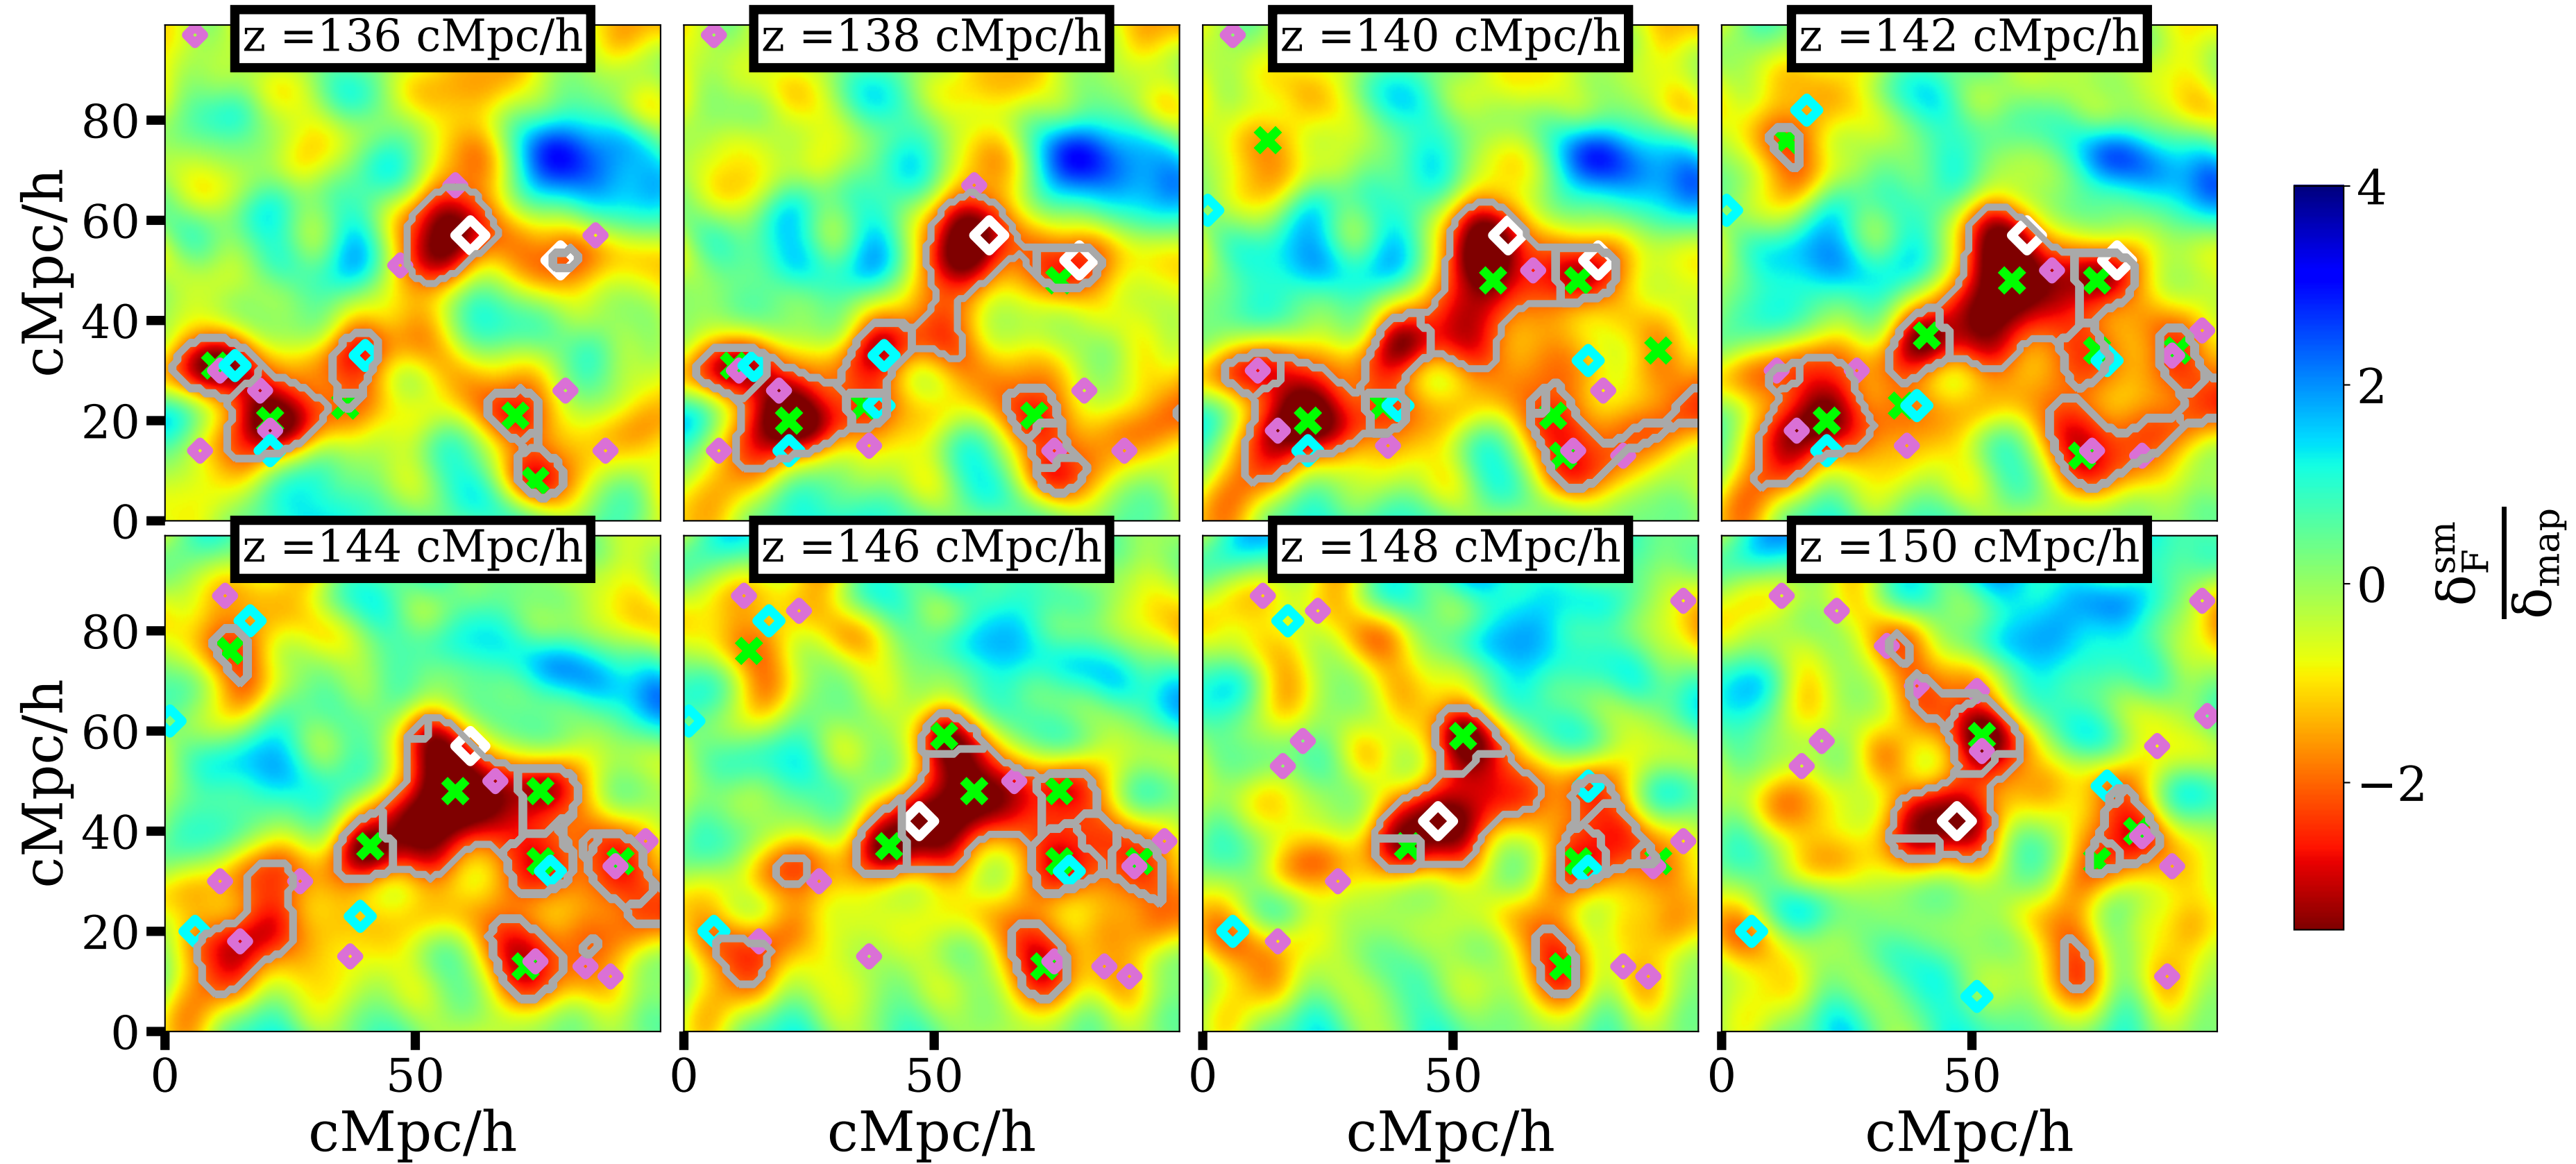 z =136 cMpc/h
z =138 cMpc/h
z =140 cMpc/h
z =142 cMpc/h
80
60
40
20
0
cMpc/h
z =144 cMpc/h
z =146 cMpc/h
z =148 cMpc/h
z =150 cMpc/h
80
60
40
20
0
cMpc/h
0
50
0
50
0
50
0
50
cMpc/h
cMpc/h
cMpc/h
cMpc/h
4
2
0
−2
δ_F^sm
δ_map